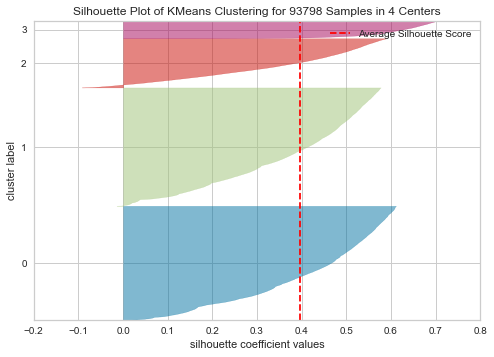 Silhouette Plot of KMeans Clustering for 93798 Samples in 4 Centers
Average Silhouette Score
3
2
1
0
cluster label
−0.2 −0.1 0.0 0.1 0.2 0.3 0.4 0.5 0.6 0.7 0.8
silhouette coefficient values